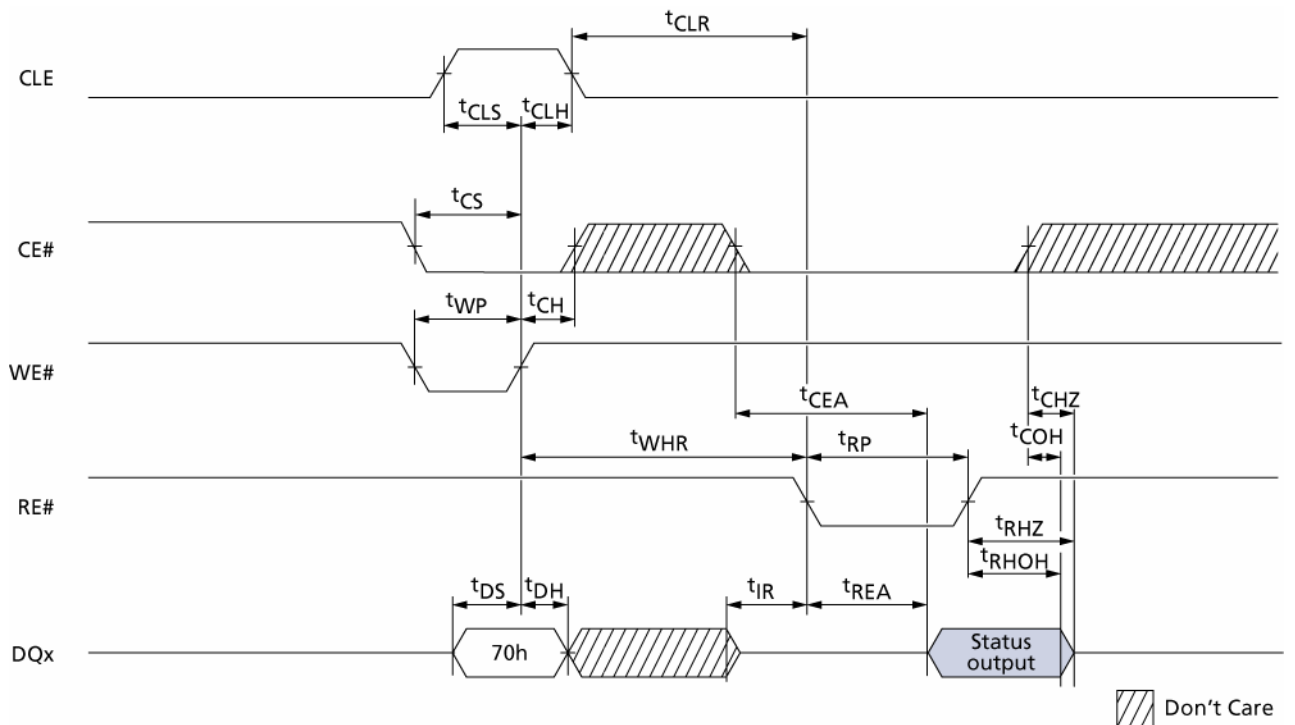 tCLR
CLE
tCLS tCLH
tCS
CE#
tWP tCH
WE#
tCEA tCHZ
tCOH
tWHR tRP
RE#
tRHZ
tRHOH
tDS tDH tIR tREA
DQx 70h Status
output
Don't Care